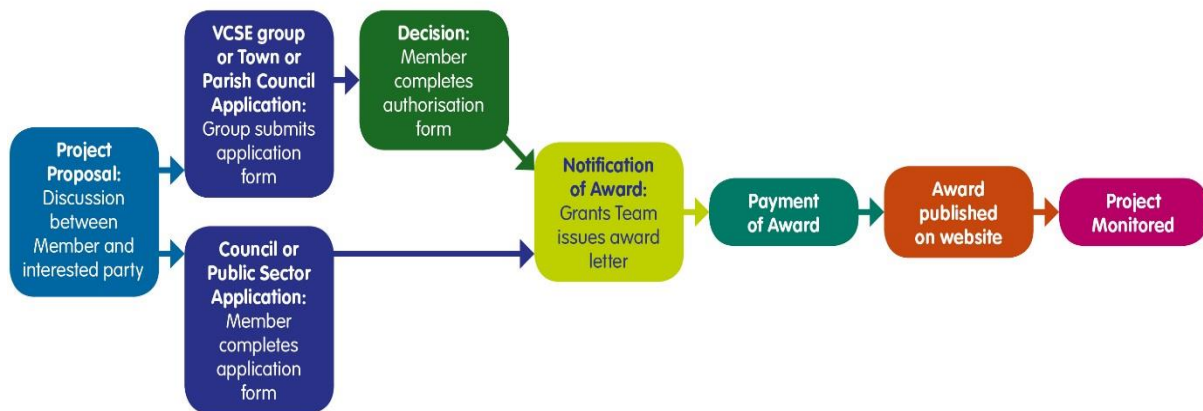 Project
Proposal:
Discussion
between
Member and
interested party
VCSE group
or Town or
Parish Council
Application:
Group submits
application
form
Decision:
Member
completes
authorisation
form
Council or
Public Sector
Application:
Member
completes
application
form
Notification
of Award:
Grants Team
issues award
letter
Payment
of Award
Award
published
on website
Project
Monitored